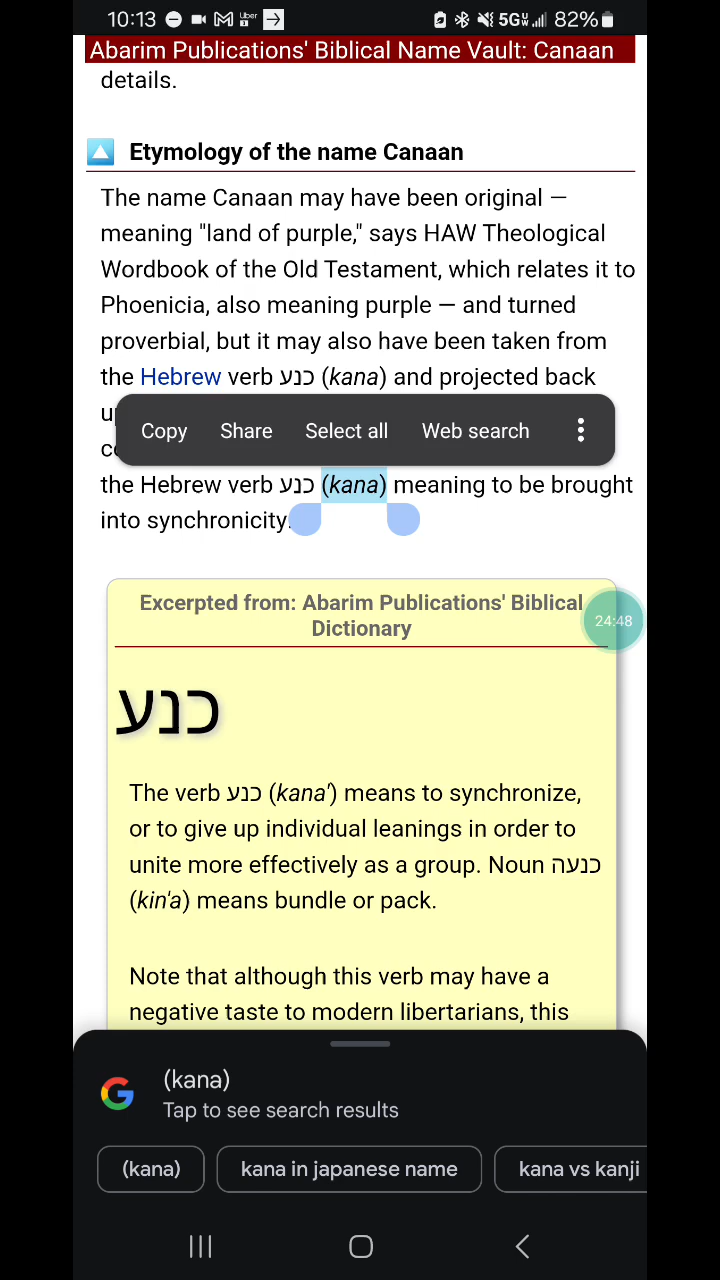 10:13 Uber 5G 82%
Abarim Publications' Biblical Name Vault: Canaan
details.
Etymology of the name Canaan
The name Canaan may have been original —
meaning "land of purple," says HAW Theological
Wordbook of the Old Testament, which relates it to
Phoenicia, also meaning purple — and turned
proverbial, but it may also have been taken from
the Hebrew verb כנע (kana) and projected back
Copy Share Select all Web search
the Hebrew verb כנע (kana) meaning to be brought
into synchronicity.
Excerpted from: Abarim Publications' Biblical
Dictionary
24:48
כנע
The verb כנע (kana') means to synchronize,
or to give up individual leanings in order to
unite more effectively as a group. Noun כנעה
(kin'a) means bundle or pack.
Note that although this verb may have a
negative taste to modern libertarians, this
G (kana)
Tap to see search results
(kana) kana in japanese name kana vs kanji